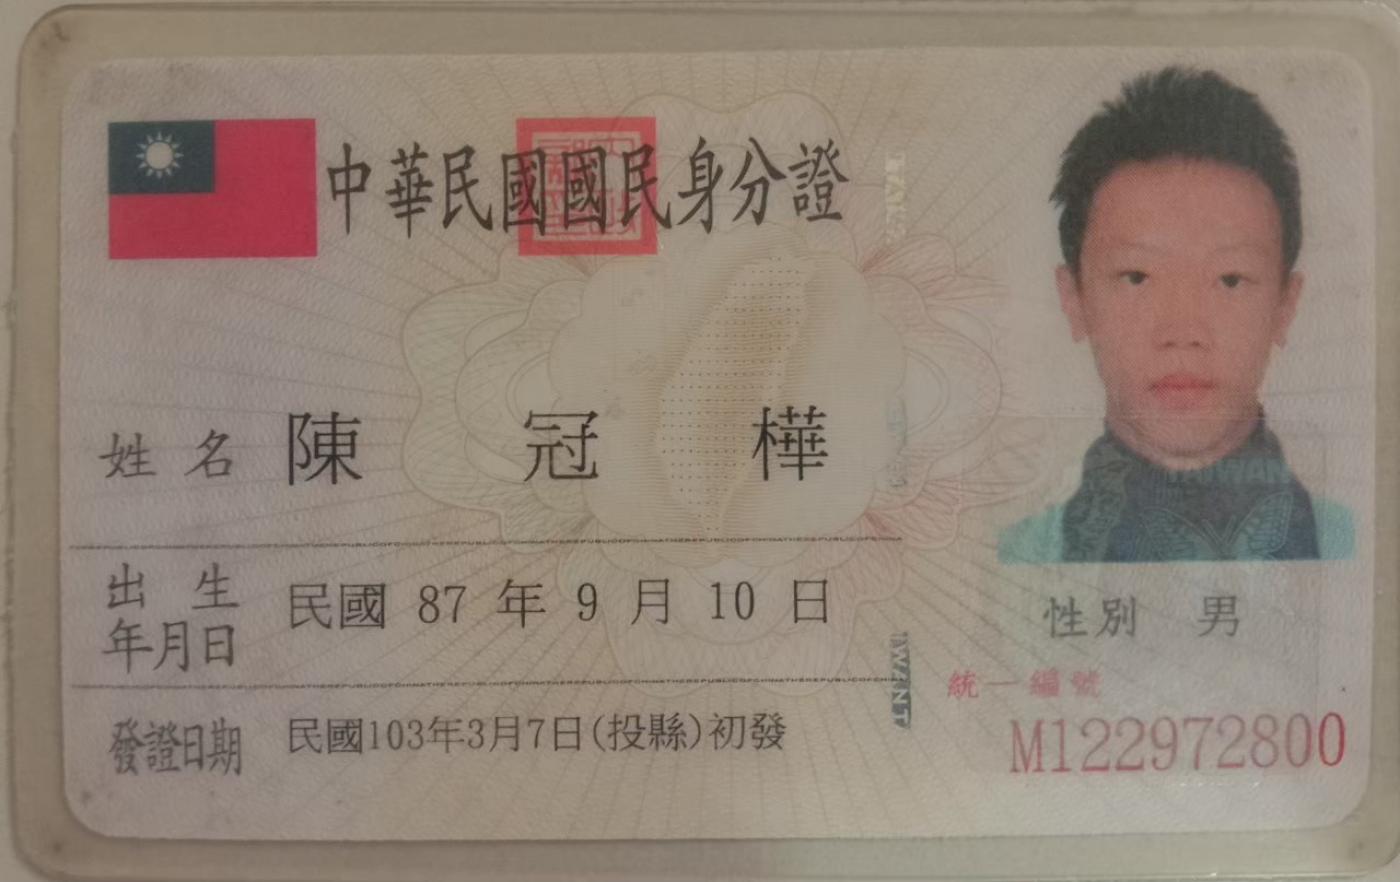 中華民國國民身分證
姓名 陳冠樺
出生年月日 民國 87 年 9 月 10 日
發證日期 民國103年3月7日(投縣)初發
TAIWAN
性別 男
統一編號
M122972800